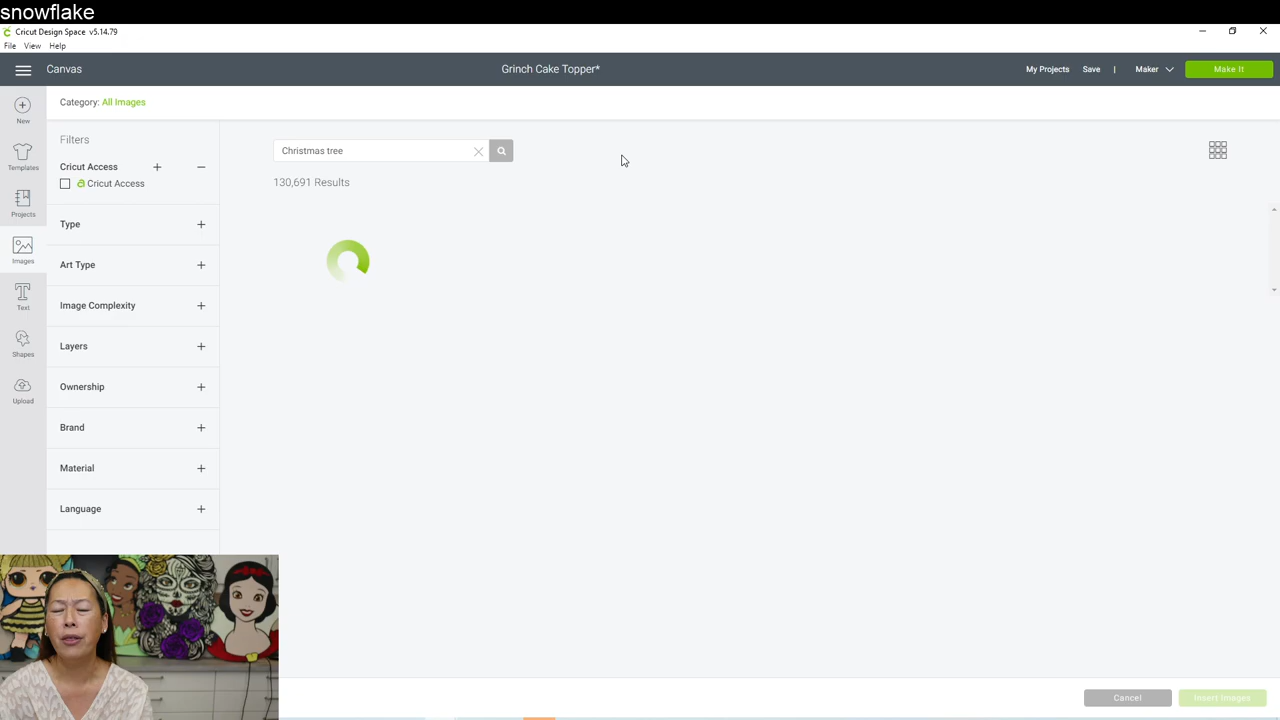 snowflake
Cricut Design Space v5.14.79
File View Help
Canvas
Grinch Cake Topper*
My Projects Save | Maker Make It
Category: All Images
New
Templates
Projects
Images
Text
Shapes
Upload
Filters
Cricut Access
Cricut Access
Type
Art Type
Image Complexity
Layers
Ownership
Brand
Material
Language
Christmas tree
130,691 Results
Cancel
Insert Images